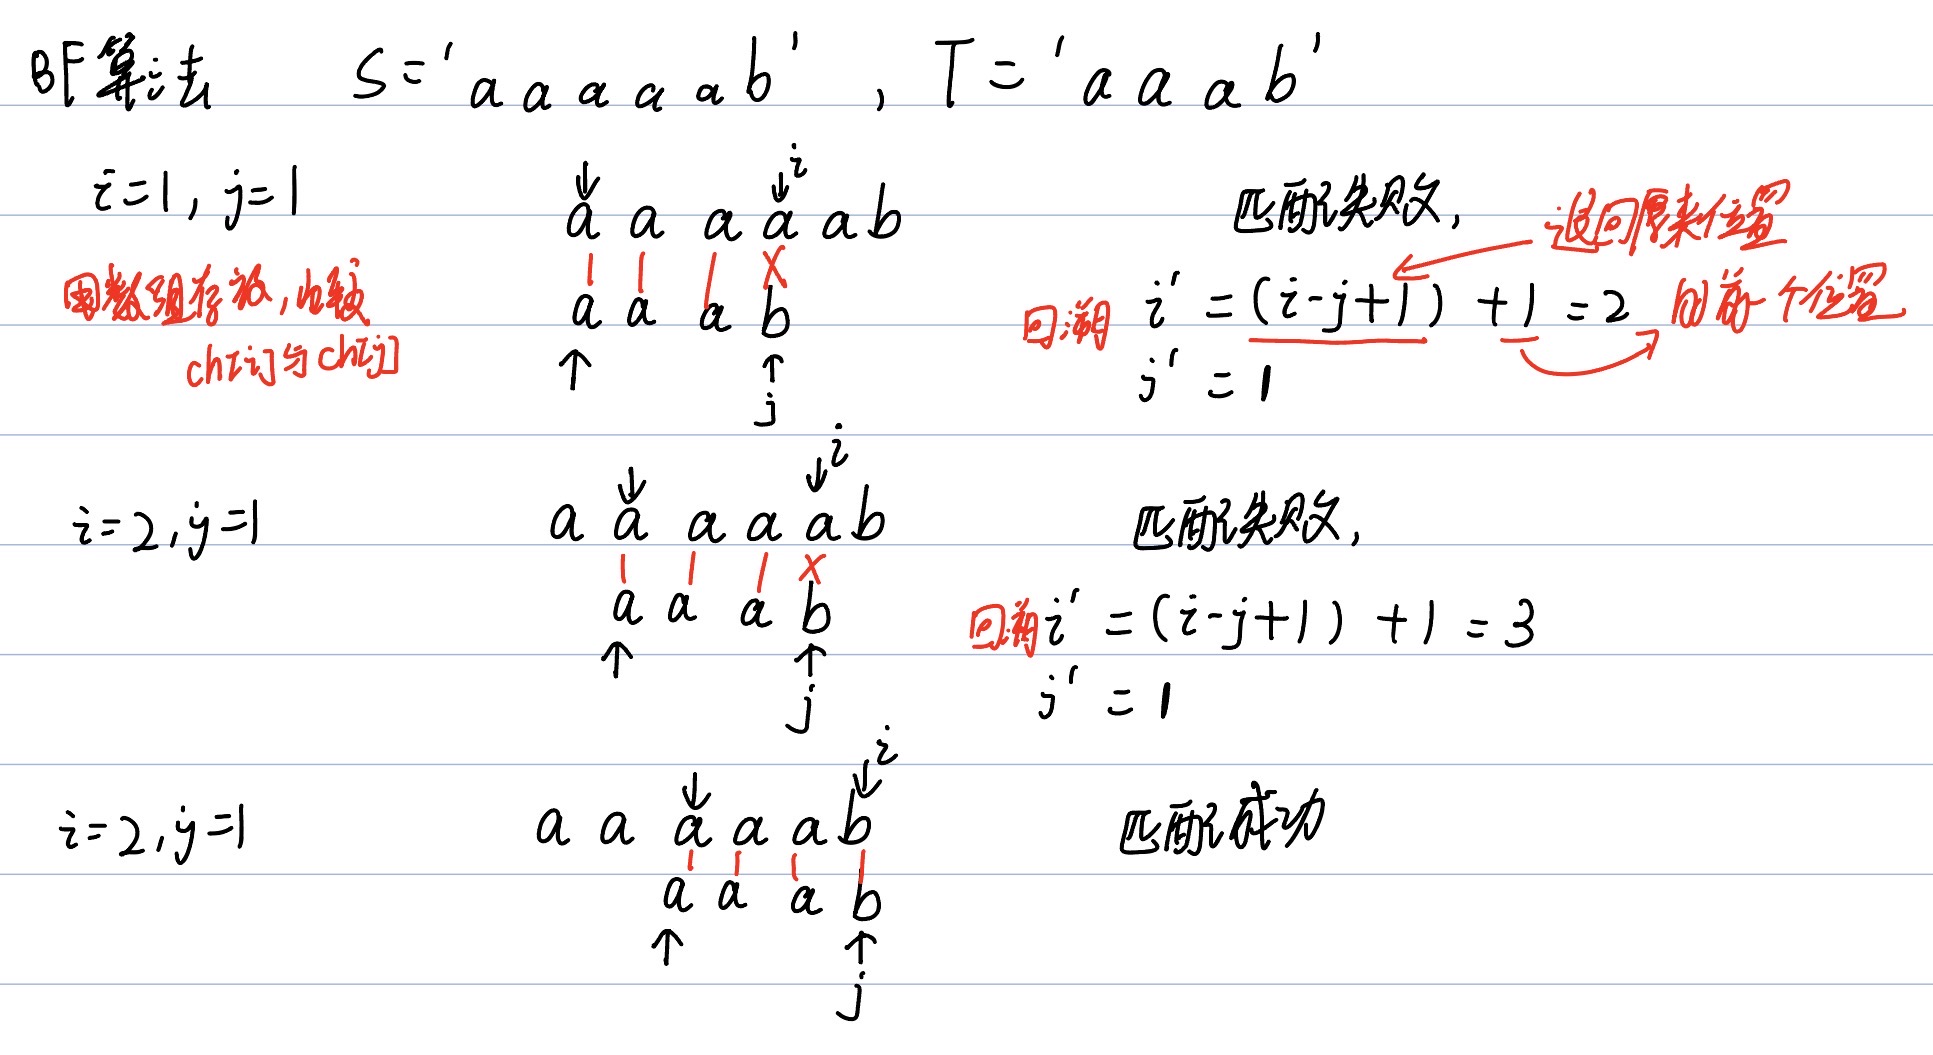 BF算法 S='aaaaab', T='aaab'
i=1, j=1
i
a a a a a b
匹配失败,
退回原来位置
用数组存放,比较
ch[i]与ch[j]
a a a b
j
回溯 i' = (i-j+1) +1 =2 的前一个位置
j' = 1
i
i=2, j=1
a a a a a b
匹配失败,
a a a b
j
回溯 i' = (i-j+1) +1 =3
j' = 1
i
i=2, j=1
a a a a a b
匹配成功
a a a b
j